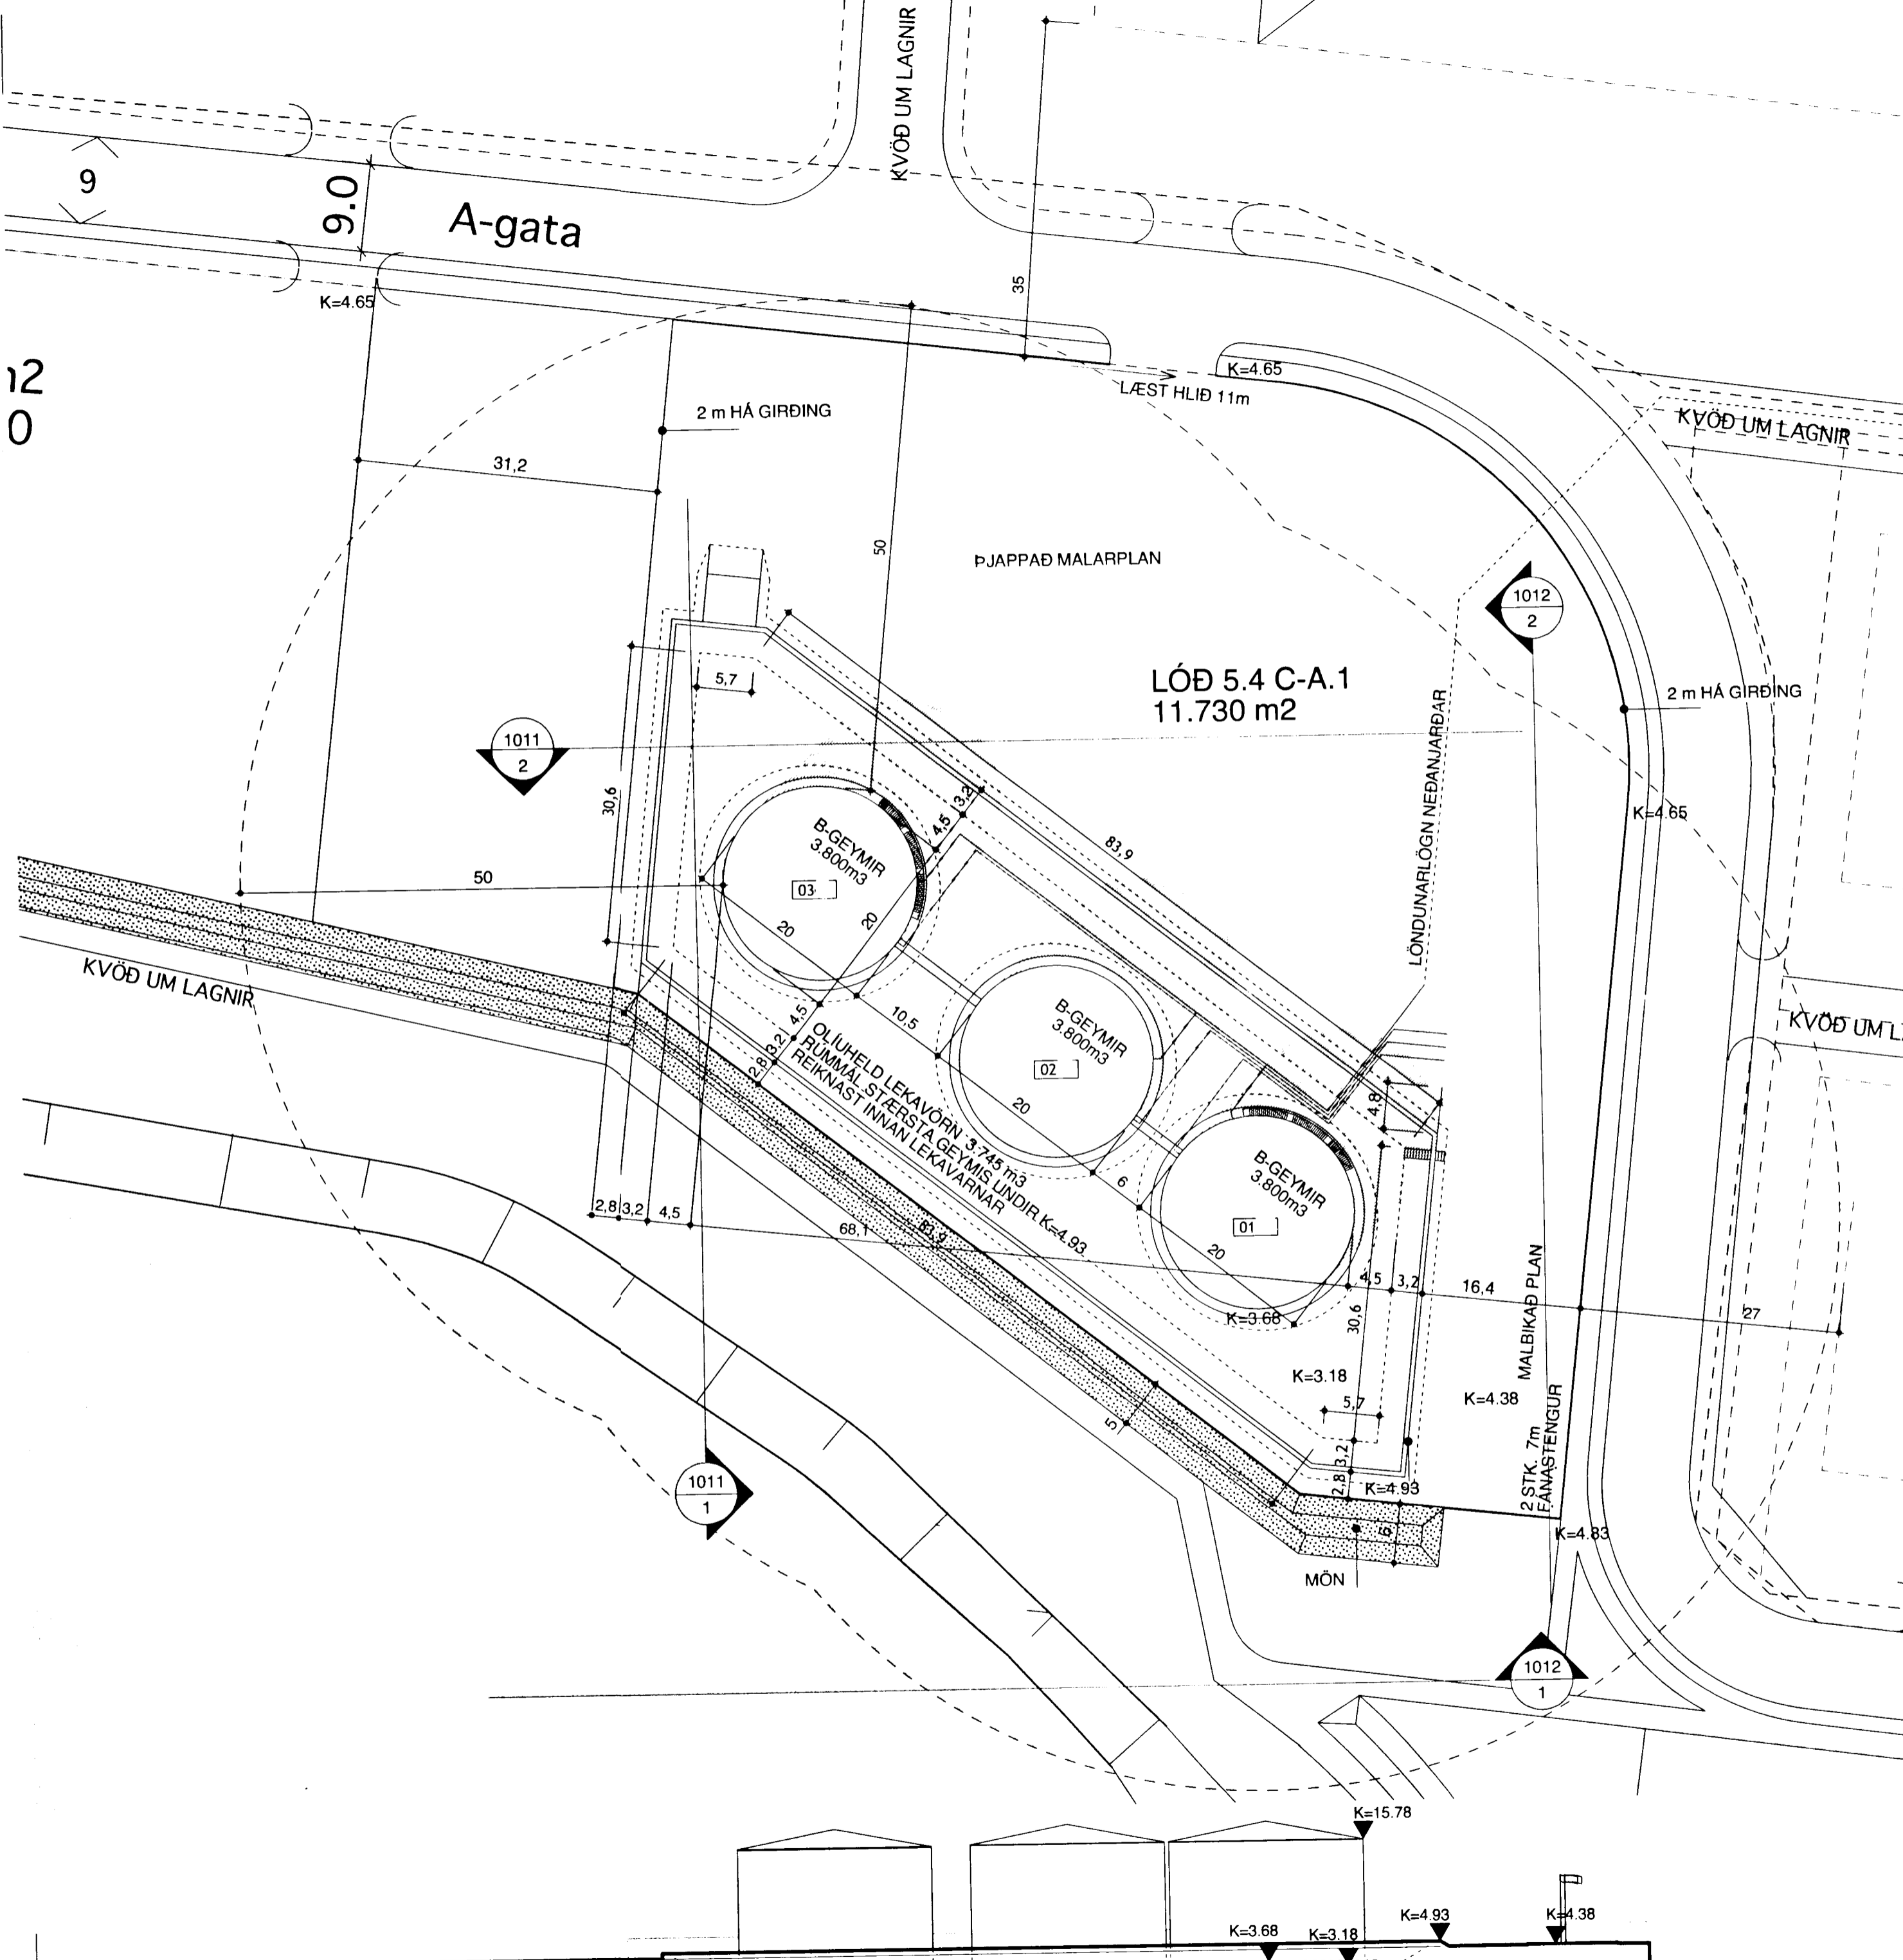 KVÖÐ UM LAGNIR
9
9.0
A-gata
K=4.65
35
12
0
LÆST HLIÐ 11m
K=4.65
2 m HÁ GIRÐING
KVÖÐ UM LAGNIR
31,2
50
ÞJAPPAÐ MALARPLAN
1012
2
5,7
LÓÐ 5.4 C-A.1
11.730 m2
2 m HÁ GIRÐING
1011
2
30,6
LÖNDUNARLÖGN NEÐANJARÐAR
K=4.65
3,2
4,5
83,9
B-GEYMIR
3.800m3
03
50
20
20
KVÖÐ UM LAGNIR
10,5
B-GEYMIR
3.800m3
02
KVÖÐ UM L
4,5
3,2
2,8
OLÍUHELD LEKAVÖRN 3.745 m3
RÚMMÁL STÆRSTA GEYMIS UNDIR K=4.93
REIKNAST INNAN LEKAVARNAR
20
4,8
6
B-GEYMIR
3.800m3
01
20
2,8
3,2
4,5
68,1
83,9
4,5
3,2
16,4
27
K=3.68
30,6
MALBIKAÐ PLAN
K=3.18
5,7
K=4.38
5
2 STK. 7m
FÁNASTENGUR
3,2
2,8
K=4.93
1011
1
6
K=4.83
MÖN
1012
1
K=15.78
K=3.68
K=3.18
K=4.93
K=4.38